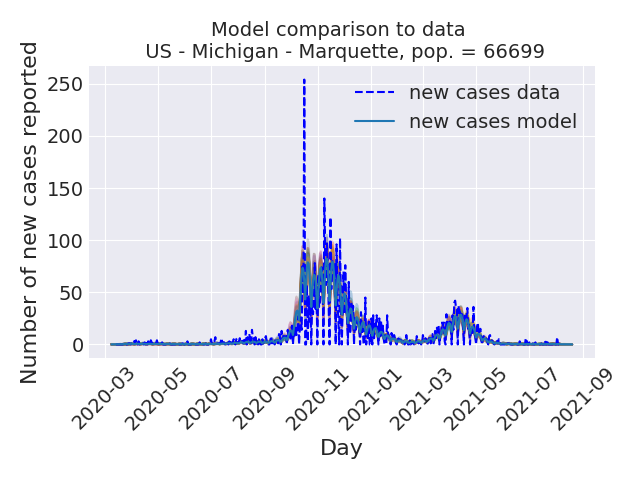 Model comparison to data
US - Michigan - Marquette, pop. = 66699
Number of new cases reported
250
200
150
100
50
0
new cases data
new cases model
2020-03
2020-05
2020-07
2020-09
2020-11
2021-01
2021-03
2021-05
2021-07
2021-09
Day